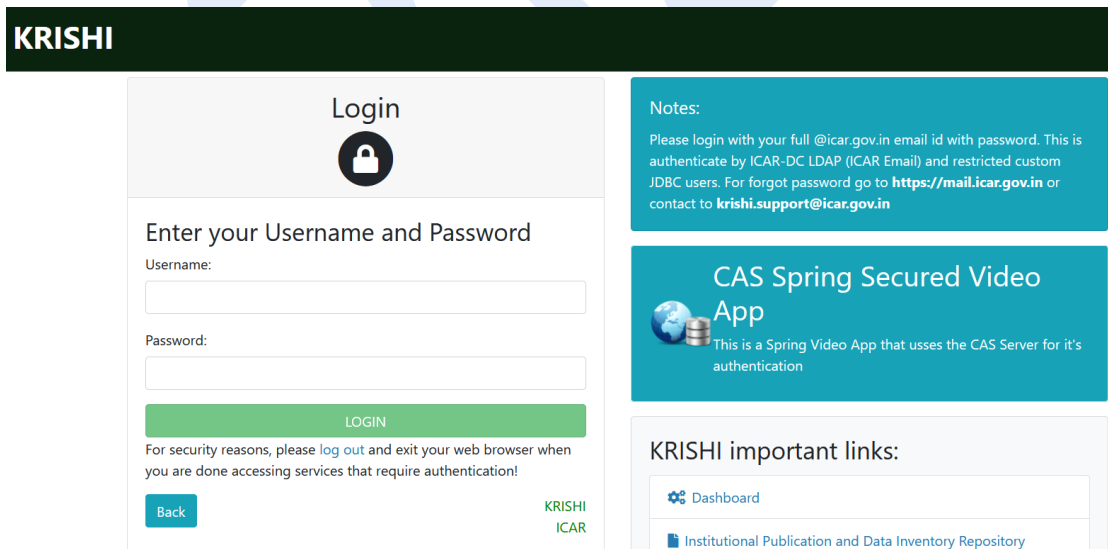 KRISHI
Login
Enter your Username and Password
Username:
Password:
LOGIN
For security reasons, please log out and exit your web browser when
you are done accessing services that require authentication!
Back
KRISHI
ICAR
Notes:
Please login with your full @icar.gov.in email id with password. This is
authenticate by ICAR-DC LDAP (ICAR Email) and restricted custom
JDBC users. For forgot password go to https://mail.icar.gov.in or
contact to krishi.support@icar.gov.in
CAS Spring Secured Video
App
This is a Spring Video App that usses the CAS Server for it's
authentication
KRISHI important links:
Dashboard
Institutional Publication and Data Inventory Repository